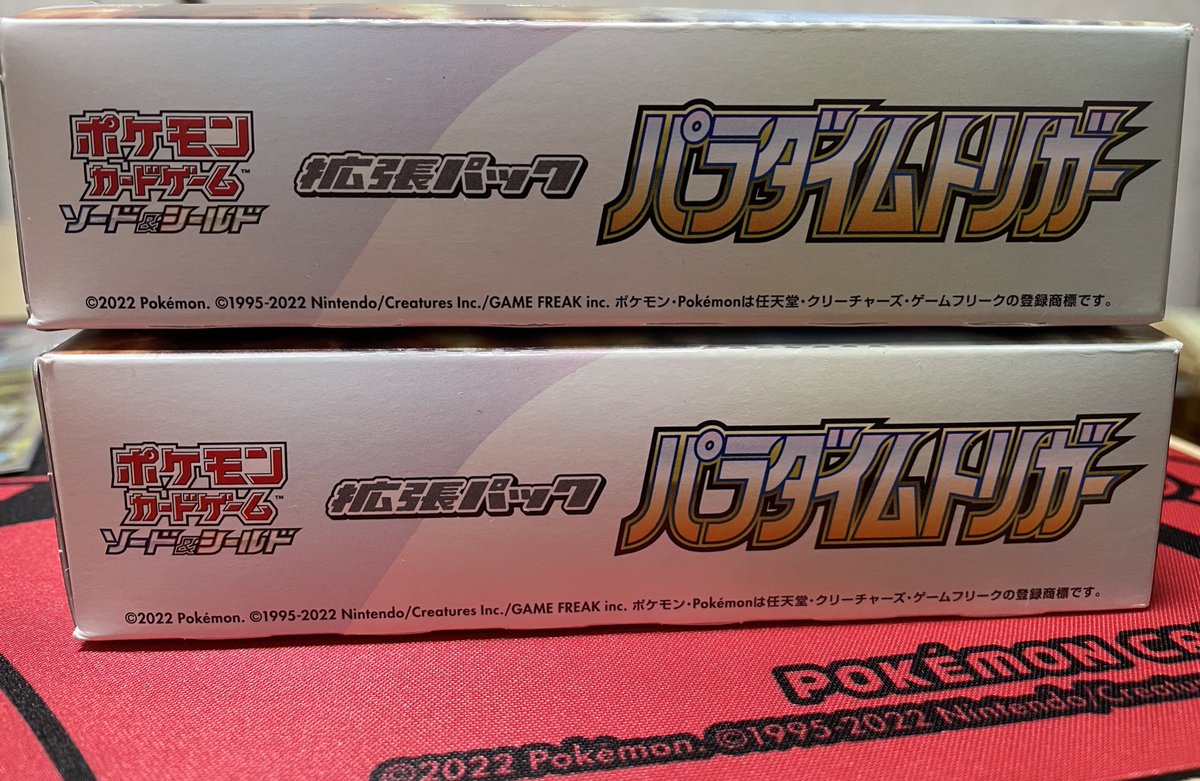 ポケモン
カードゲーム™
ソード&シールド
拡張パック
パラダイムトリガー
©2022 Pokémon. ©1995-2022 Nintendo/Creatures Inc./GAME FREAK inc. ポケモン・Pokémonは任天堂・クリーチャーズ・ゲームフリークの登録商標です。
ポケモン
カードゲーム™
ソード&シールド
拡張パック
パラダイムトリガー
©2022 Pokémon. ©1995-2022 Nintendo/Creatures Inc./GAME FREAK inc. ポケモン・Pokémonは任天堂・クリーチャーズ・ゲームフリークの登録商標です。
POKÉMON CA
©2022 Pokémon. ©1995-2022 Nintendo/Creatu